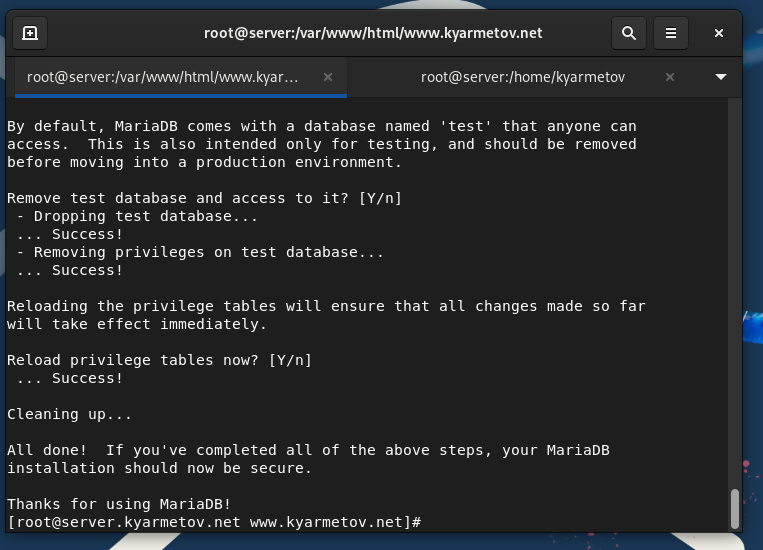 root@server:/var/www/html/www.kyarmetov.net
root@server:/var/www/html/www.kyar...
root@server:/home/kyarmetov
By default, MariaDB comes with a database named 'test' that anyone can
access.  This is also intended only for testing, and should be removed
before moving into a production environment.
Remove test database and access to it? [Y/n]
 - Dropping test database...
 ... Success!
 - Removing privileges on test database...
 ... Success!
Reloading the privilege tables will ensure that all changes made so far
will take effect immediately.
Reload privilege tables now? [Y/n]
 ... Success!
Cleaning up...
All done!  If you've completed all of the above steps, your MariaDB
installation should now be secure.
Thanks for using MariaDB!
[root@server.kyarmetov.net www.kyarmetov.net]#